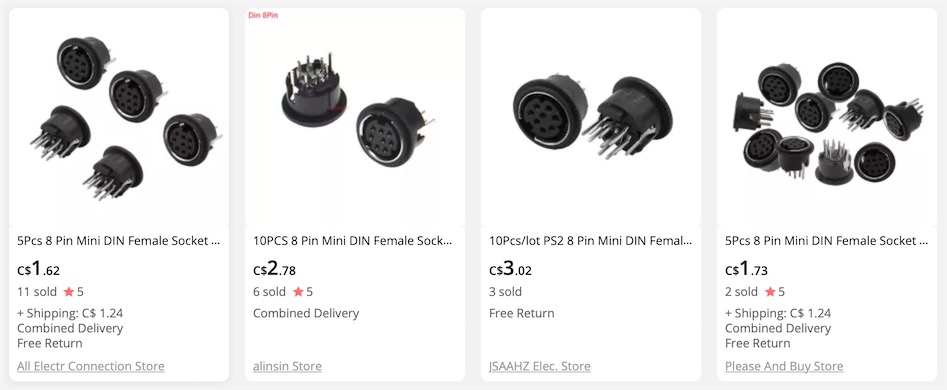 Din 8Pin
5Pcs 8 Pin Mini DIN Female Socket ...
C$1.62
11 sold ★ 5
+ Shipping: C$ 1.24
Combined Delivery
Free Return
All Electr Connection Store
10PCS 8 Pin Mini DIN Female Sock...
C$2.78
6 sold ★ 5
Combined Delivery
alinsin Store
10Pcs/lot PS2 8 Pin Mini DIN Femal...
C$3.02
3 sold
Free Return
JSAAHZ Elec. Store
5Pcs 8 Pin Mini DIN Female Socket ...
C$1.73
2 sold ★ 5
+ Shipping: C$ 1.24
Combined Delivery
Free Return
Please And Buy Store